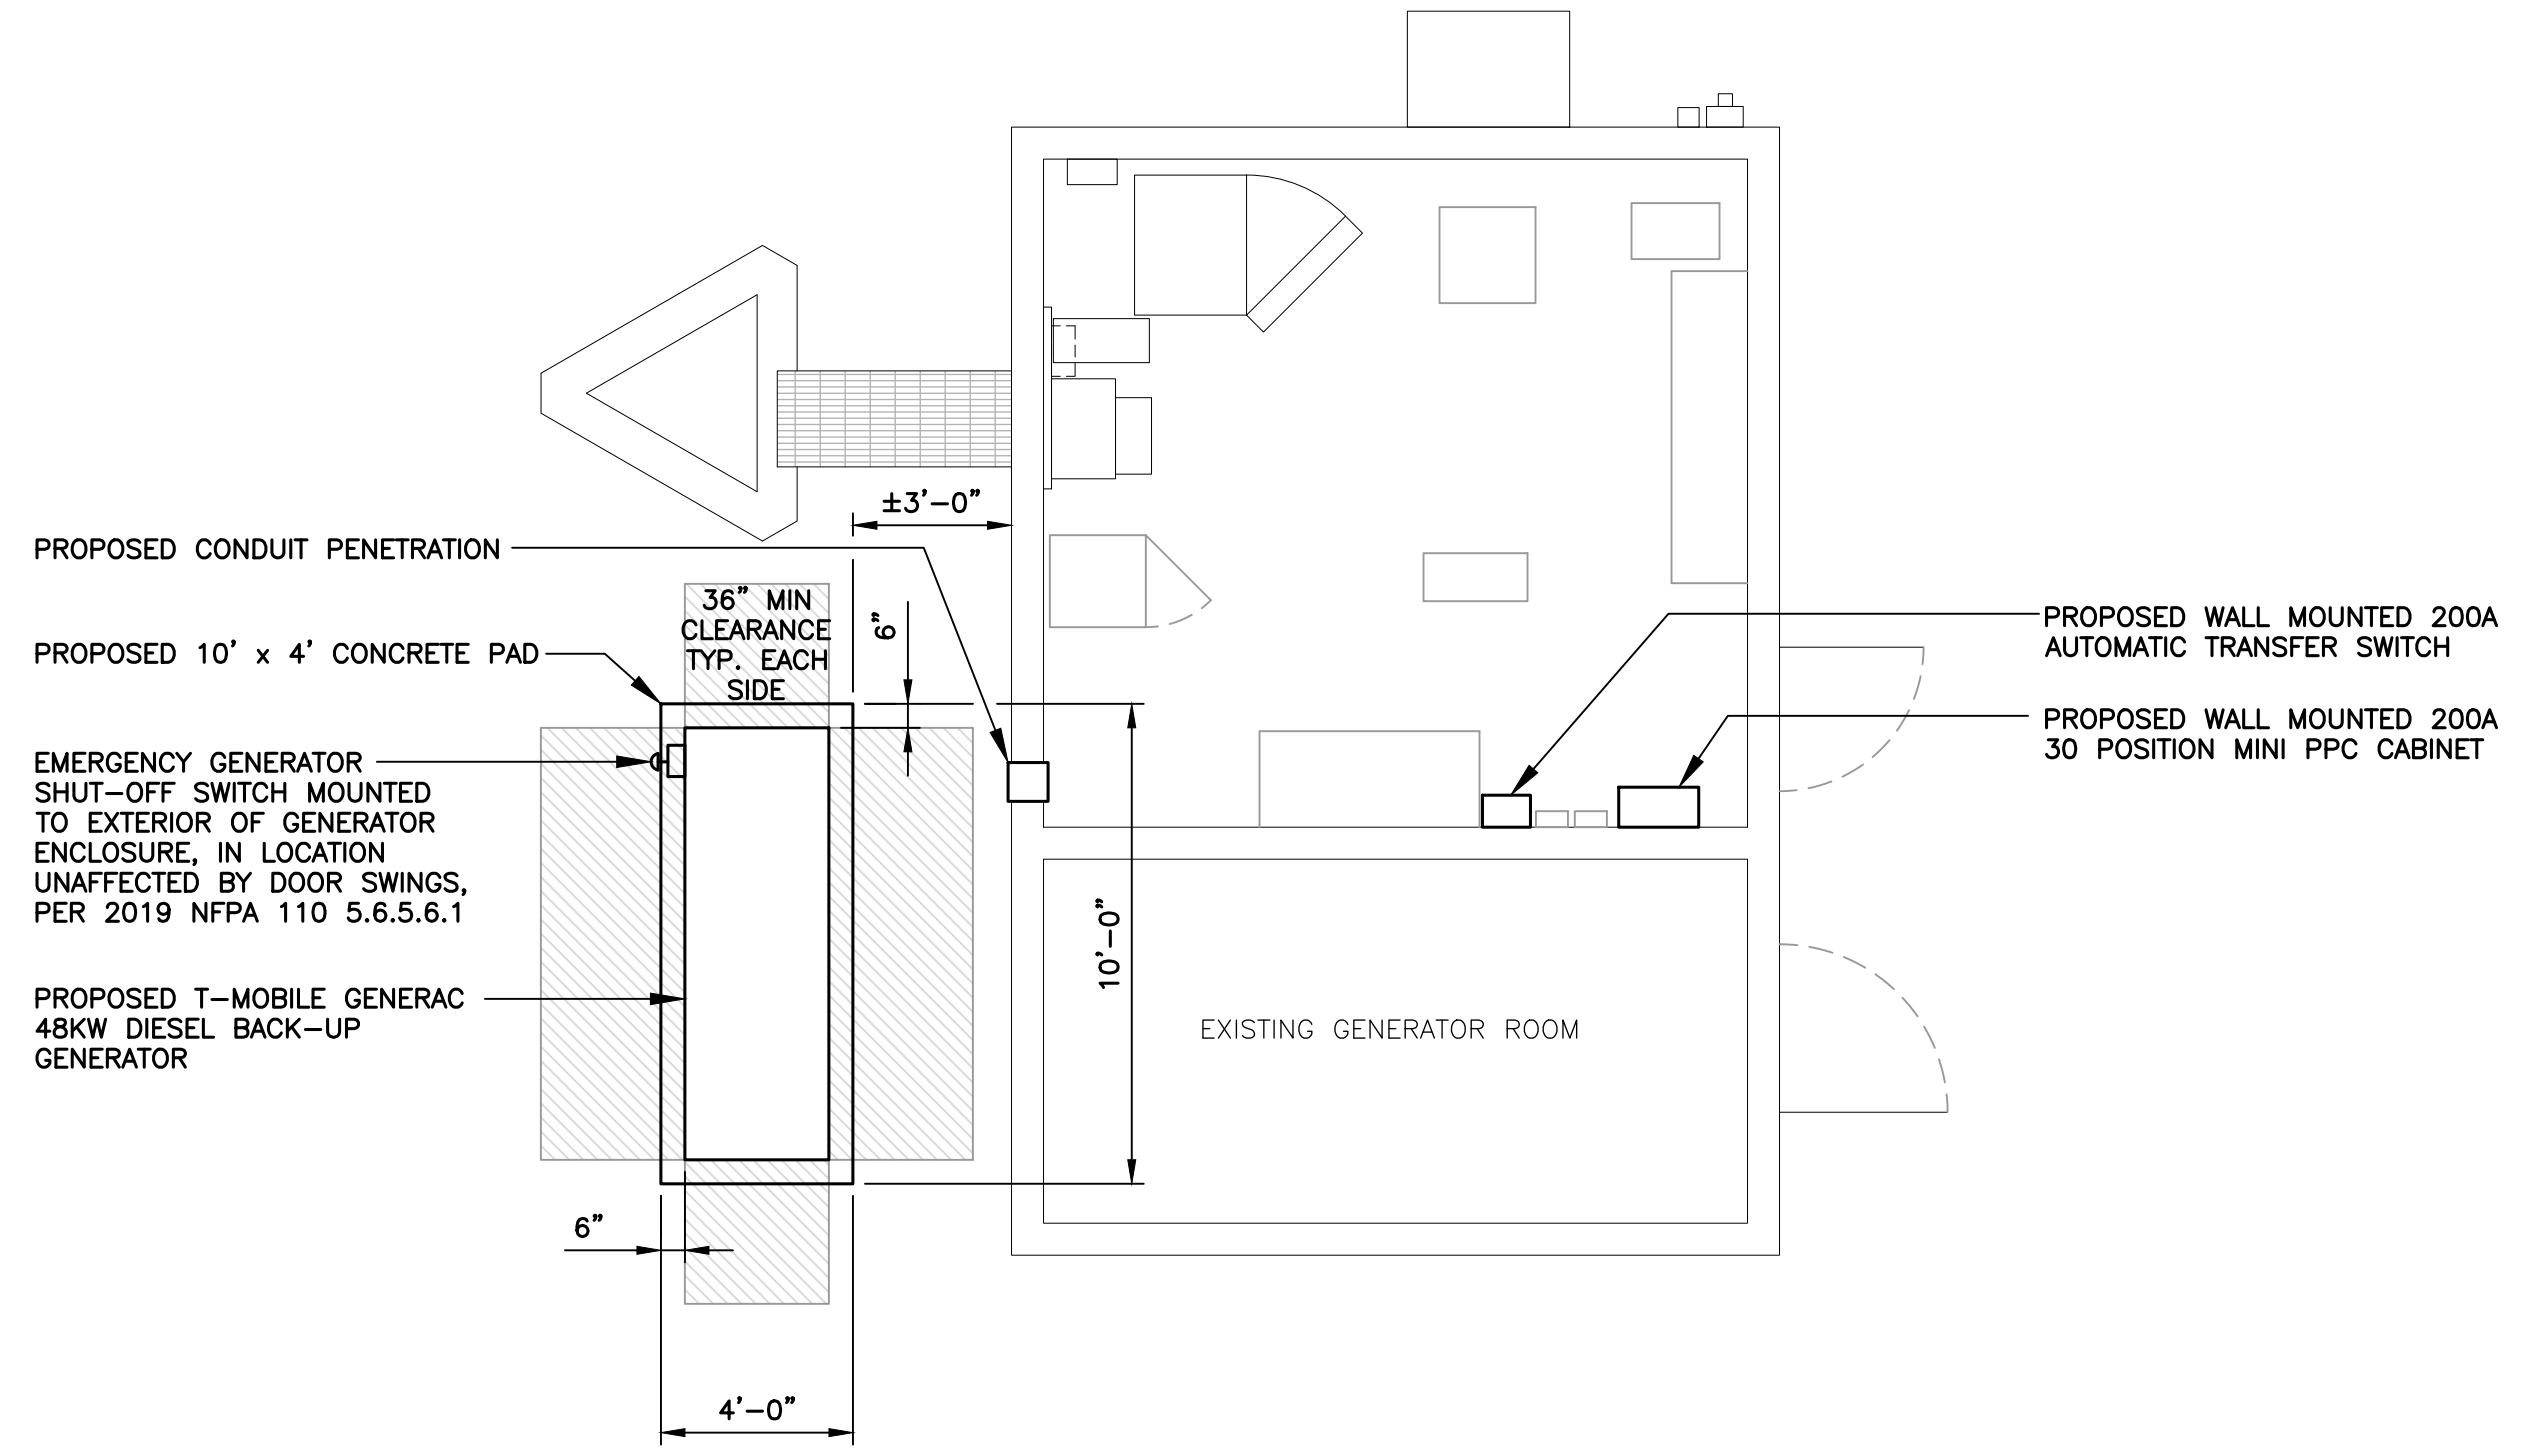 ±3'-0"
PROPOSED CONDUIT PENETRATION
36" MIN
CLEARANCE
TYP. EACH
SIDE
6"
PROPOSED 10' x 4' CONCRETE PAD
EMERGENCY GENERATOR
SHUT-OFF SWITCH MOUNTED
TO EXTERIOR OF GENERATOR
ENCLOSURE, IN LOCATION
UNAFFECTED BY DOOR SWINGS,
PER 2019 NFPA 110 5.6.5.6.1
PROPOSED T-MOBILE GENERAC
48KW DIESEL BACK-UP
GENERATOR
PROPOSED WALL MOUNTED 200A
AUTOMATIC TRANSFER SWITCH
PROPOSED WALL MOUNTED 200A
30 POSITION MINI PPC CABINET
10'-0"
EXISTING GENERATOR ROOM
6"
4'-0"